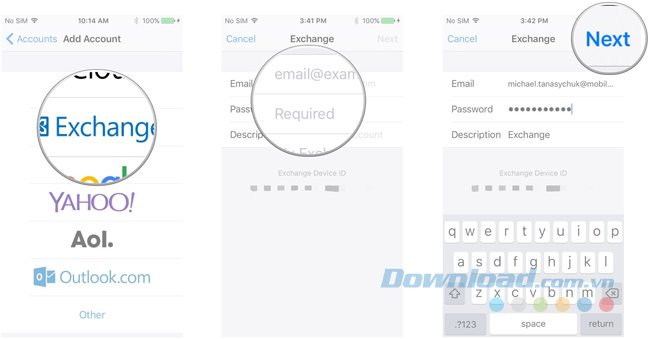 No SIM 10:14 AM 100%
Accounts Add Account
Exchange
YAHOO!
Aol.
Outlook.com
Other
No SIM 3:41 PM 100%
Cancel Exchange Next
Email email@exam
Required
Exchange Device ID
No SIM 3:42 PM
Cancel Exchange Next
Email michael.tanasychuk@mobil...
Password ●●●●●●●●●●●
Description Exchange
Exchange Device ID
q w e r t y u i o p
a s d f g h j k l
z x c v b n m
.?123 space return
Download.com.vn